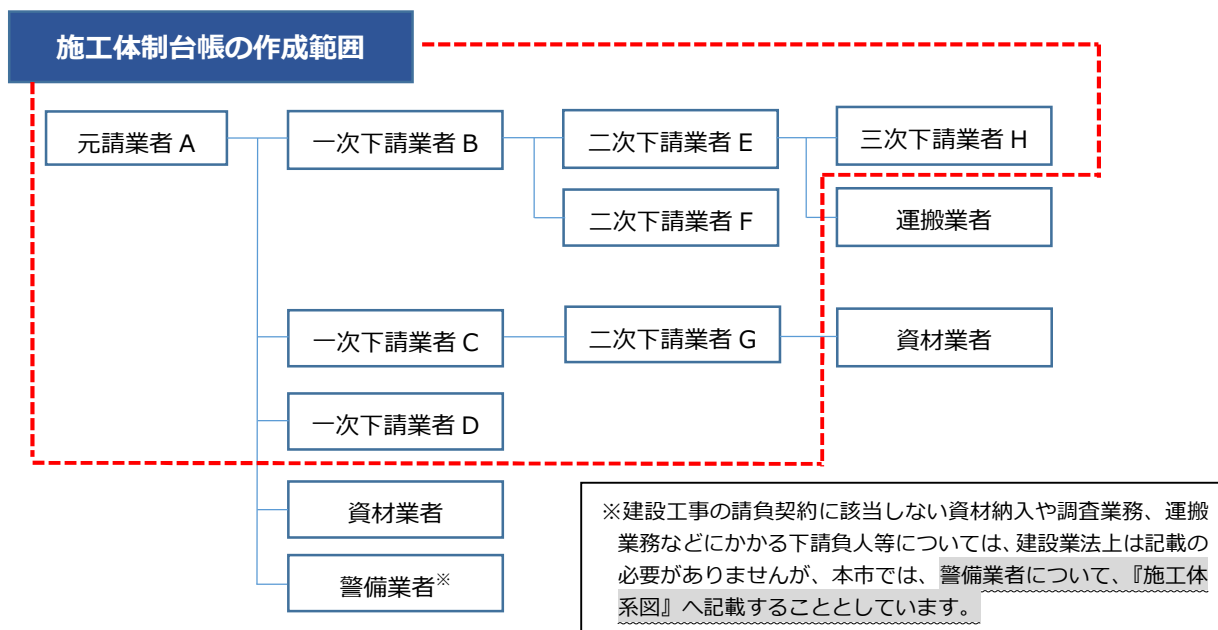 施工体制台帳の作成範囲
元請業者 A
一次下請業者 B
二次下請業者 E
三次下請業者 H
二次下請業者 F
運搬業者
一次下請業者 C
二次下請業者 G
資材業者
一次下請業者 D
資材業者
警備業者※
※建設工事の請負契約に該当しない資材納入や調査業務、運搬
業務などにかかる下請負人等については、建設業法上は記載の
必要がありませんが、本市では、警備業者について、『施工体
系図』へ記載することとしています。